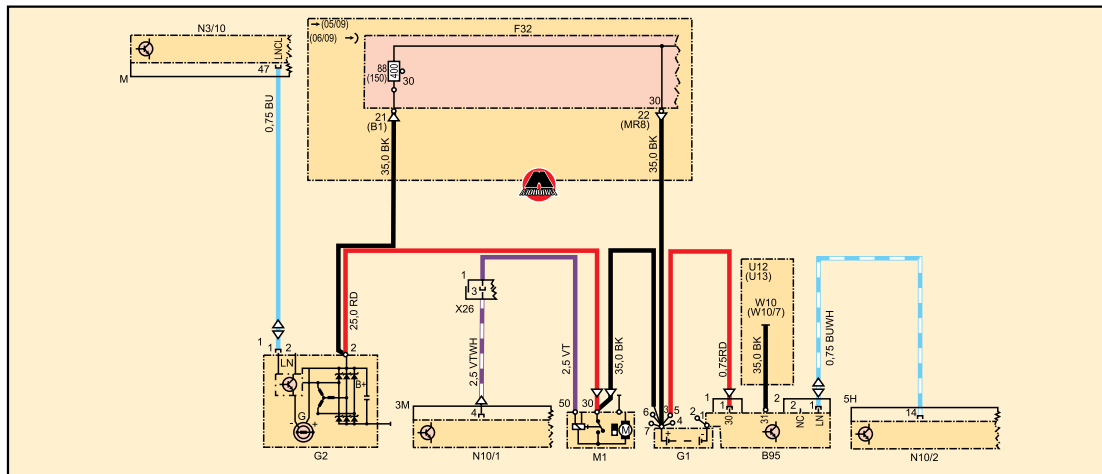 N3/10
LNCL
47
M
0,75 BU
(05/09)
(06/09)
F32
88
(150)
400
30
30
21
(B1)
22
(MR8)
35,0 BK
35,0 BK
1
1 2
LN
2
25,0 RD
B+
G
- +
G2
1
3
X26
2,5 VTWH
2,5 VT
3M
4
N10/1
50 30
M
M1
35,0 BK
6
7
3
5
4
2
1
+ -
G1
0,75RD
1
1
30
U12
(U13)
W10
(W10/7)
35,0 BK
31
2
2
NC
1
LN
B95
0,75 BUWH
5H
14
N10/2